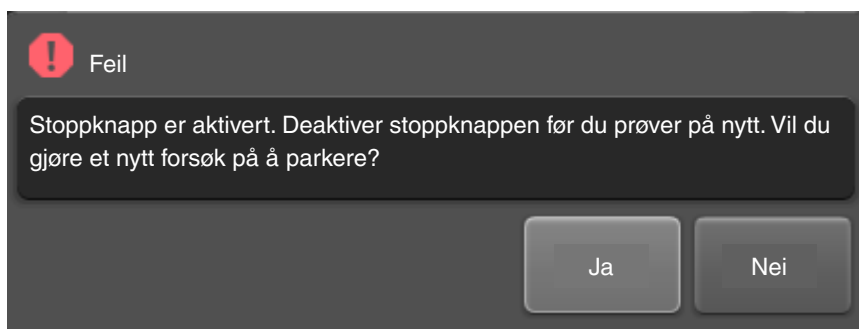 Feil
Stoppknapp er aktivert. Deaktiver stoppknappen før du prøver på nytt. Vil du
gjøre et nytt forsøk på å parkere?
Ja
Nei